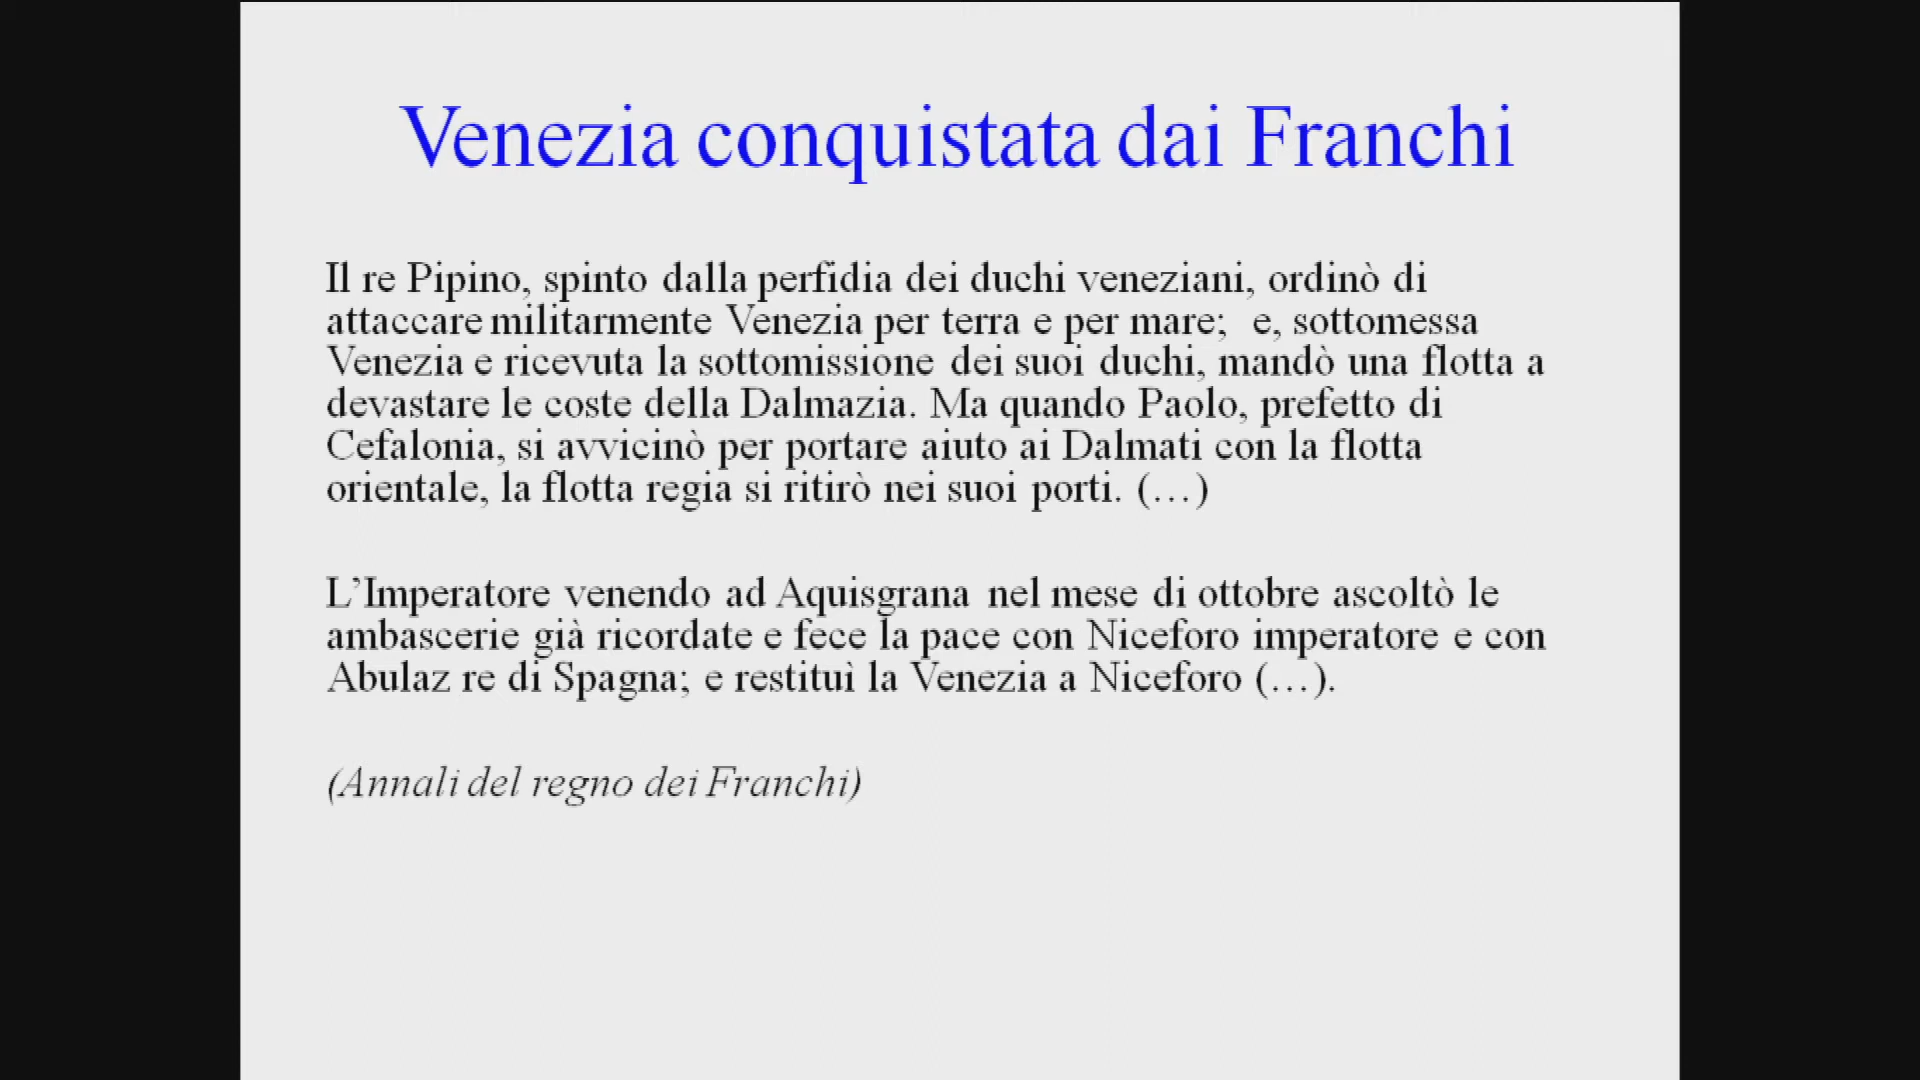 Venezia conquistata dai Franchi
Il re Pipino, spinto dalla perfidia dei duchi veneziani, ordinò di
attaccare militarmente Venezia per terra e per mare; e, sottomessa
Venezia e ricevuta la sottomissione dei suoi duchi, mandò una flotta a
devastare le coste della Dalmazia. Ma quando Paolo, prefetto di
Cefalonia, si avvicinò per portare aiuto ai Dalmati con la flotta
orientale, la flotta regia si ritirò nei suoi porti. (…)
L’Imperatore venendo ad Aquisgrana nel mese di ottobre ascoltò le
ambascerie già ricordate e fece la pace con Niceforo imperatore e con
Abulaz re di Spagna; e restituì la Venezia a Niceforo (…).
(Annali del regno dei Franchi)